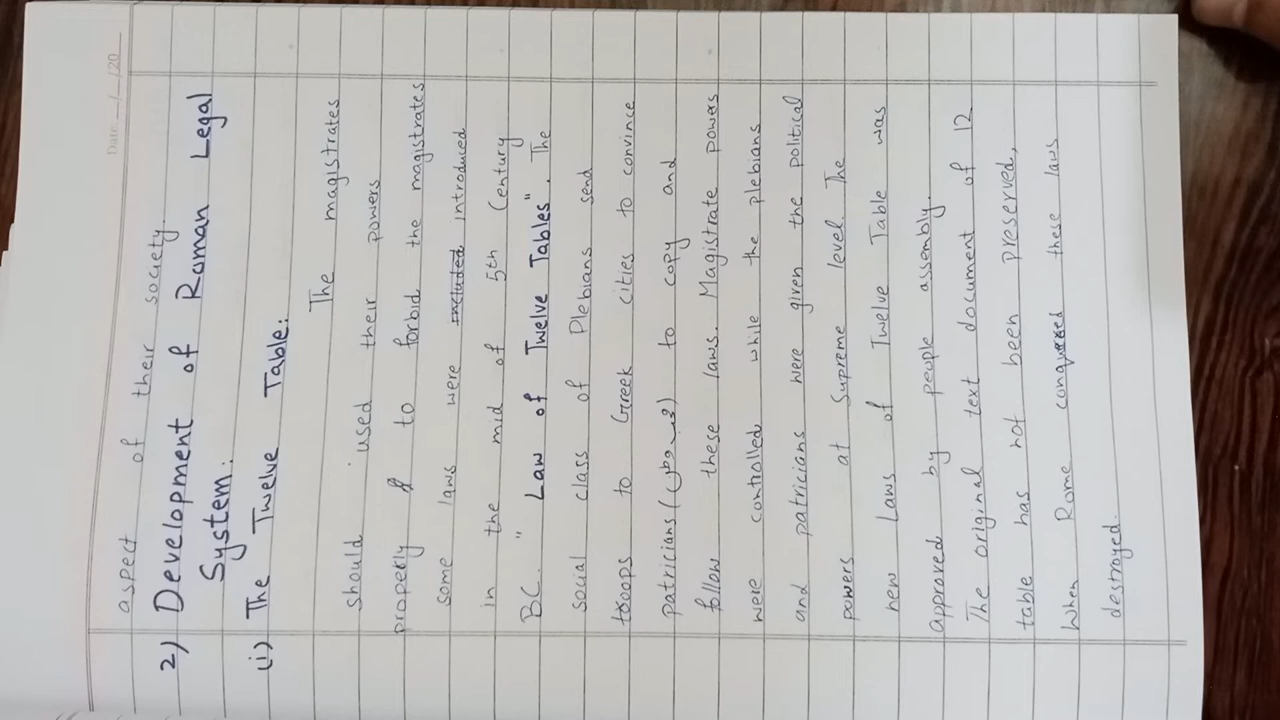 Date __/__/20__
aspect of their society.
2) Development of Roman Legal
System:
(i) The Twelve Table:
The magistrates
should used their powers
properly & to forbid the magistrates
some laws were included introduced
in the mid of 5th Century
BC. "Law of Twelve Tables". The
social class of Plebians send
troops to Greek cities to convince
patricians ( ) to copy and
follow these laws. Magistrate powers
were controlled while the plebians
and patricians were given the political
powers at Supreme level. The
new Laws of Twelve Table was
approved by people assembly.
The original text document of 12
table has not been preserved,
When Rome conquered these laws
destroyed.